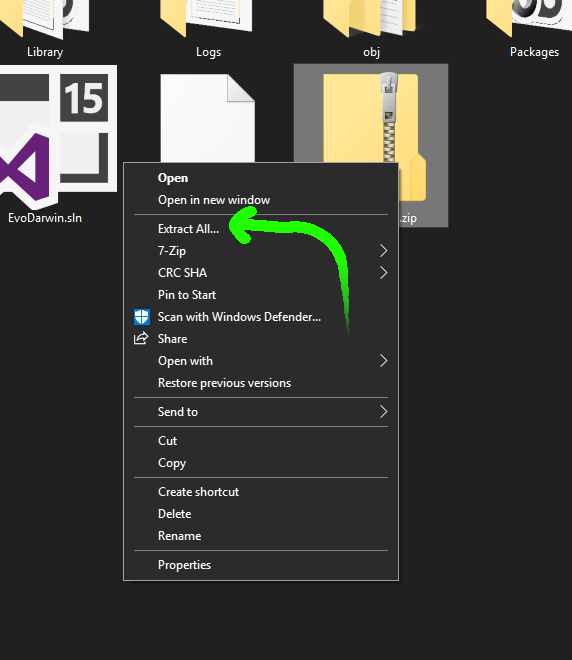 Library
Logs
obj
Packages
15
EvoDarwin.sln
.zip
Open
Open in new window
Extract All...
7-Zip
CRC SHA
Pin to Start
Scan with Windows Defender...
Share
Open with
Restore previous versions
Send to
Cut
Copy
Create shortcut
Delete
Rename
Properties